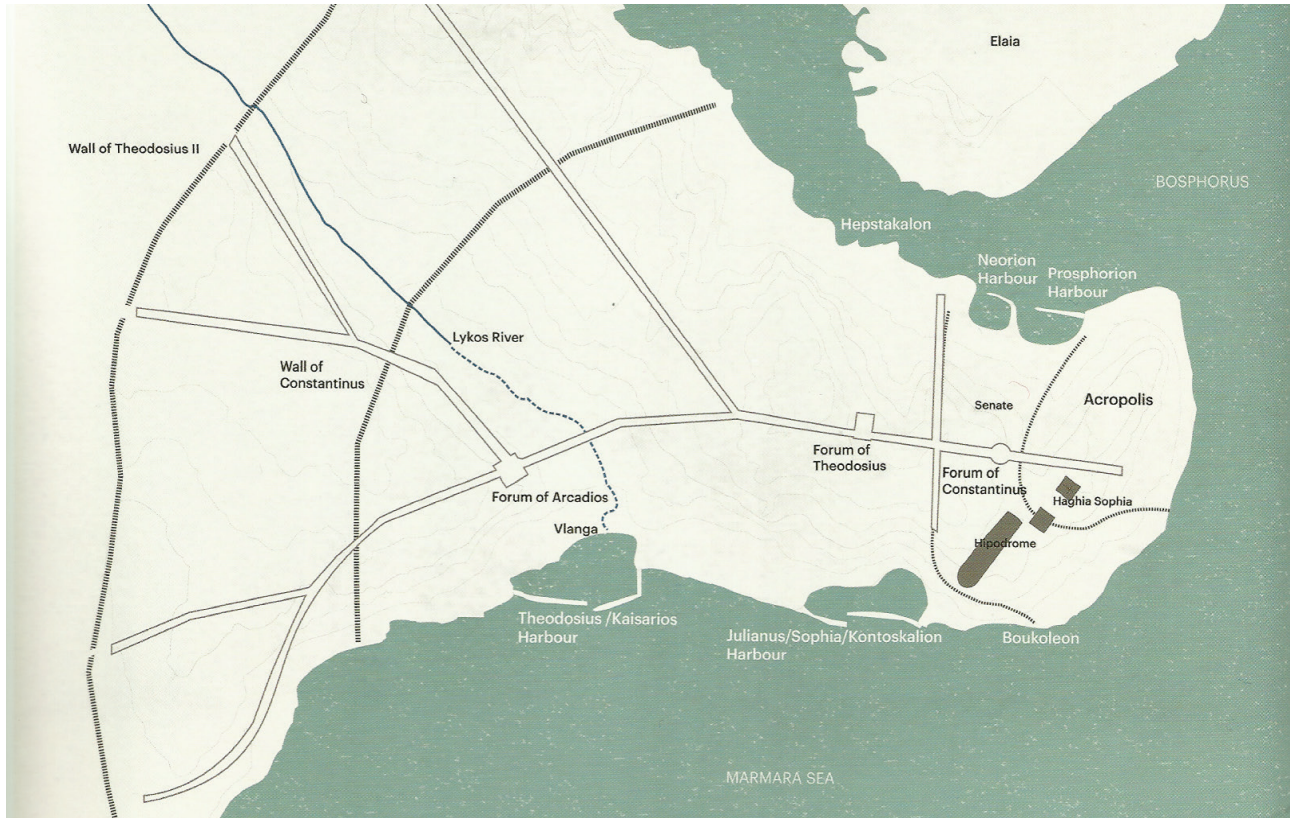 Elaia
Wall of Theodosius II
BOSPHORUS
Hepstakalon
Neorion
Harbour
Prosphorion
Harbour
Lykos River
Wall of
Constantinus
Senate
Acropolis
Forum of
Theodosius
Forum of
Constantinus
Forum of Arcadios
Haghia Sophia
Vlanga
Hipodrome
Theodosius /Kaisarios
Harbour
Julianus/Sophia/Kontoskalion
Harbour
Boukoleon
MARMARA SEA